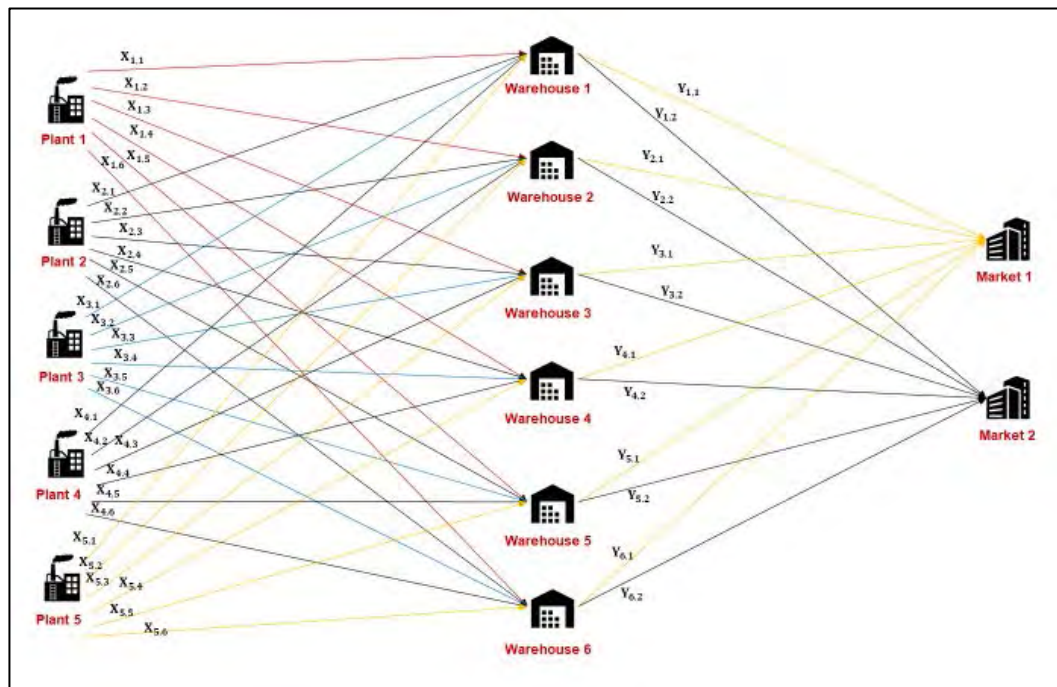 X1.1
X1.2
X1.3
X1.4
X1.5
X1.6
Plant 1
X2.1
X2.2
X2.3
X2.4
X2.5
X2.6
Plant 2
X3.1
X3.2
X3.3
X3.4
X3.5
X3.6
Plant 3
X4.1
X4.2
X4.3
X4.4
X4.5
X4.6
Plant 4
X5.1
X5.2
X5.3
X5.4
X5.5
X5.6
Plant 5
Warehouse 1
Warehouse 2
Warehouse 3
Warehouse 4
Warehouse 5
Warehouse 6
Y1.1
Y1.2
Y2.1
Y2.2
Y3.1
Y3.2
Y4.1
Y4.2
Y5.1
Y5.2
Y6.1
Y6.2
Market 1
Market 2